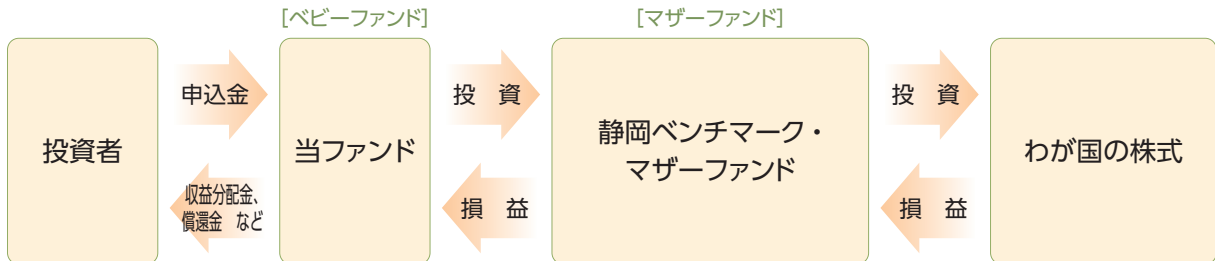 [ベビーファンド]
[マザーファンド]
投資者
申込金
収益分配金、
償還金 など
当ファンド
投 資
損 益
静岡ベンチマーク・
マザーファンド
投 資
損 益
わが国の株式